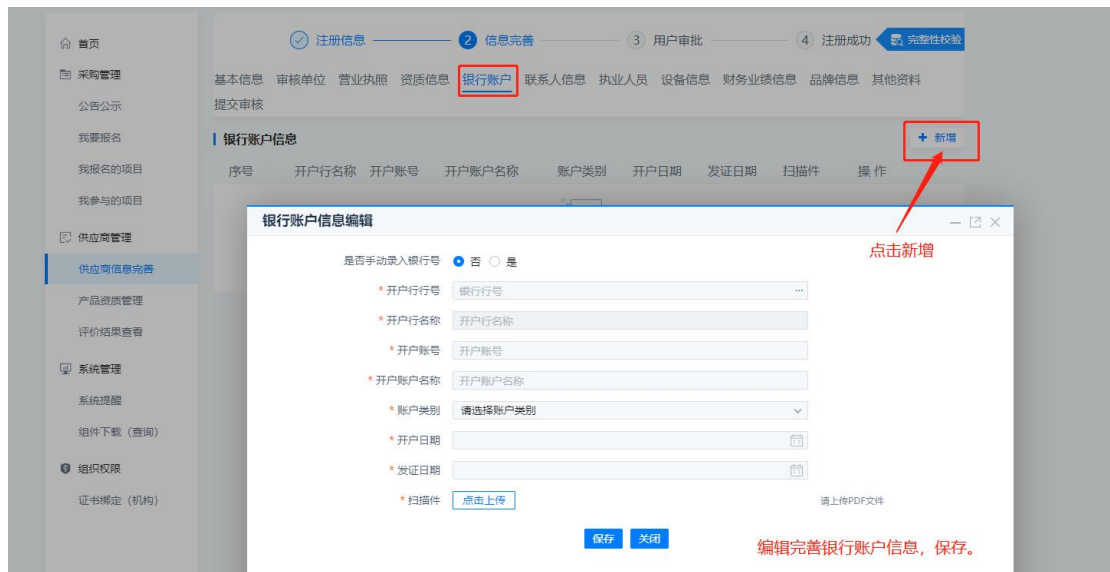 首页
采购管理
公告公示
我要报名
我报名的项目
我参与的项目
供应商管理
供应商信息完善
产品资质管理
评价结果查看
系统管理
系统提醒
组件下载（查询）
组织权限
证书绑定（机构）
注册信息 2 信息完善 3 用户审批 4 注册成功 完整性校验
基本信息 审核单位 营业执照 资质信息 银行账户 联系人信息 执业人员 设备信息 财务业绩信息 品牌信息 其他资料
提交审核
银行账户信息 + 新增
序号 开户行名称 开户账号 开户账户名称 账户类别 开户日期 发证日期 扫描件 操作
点击新增
银行账户信息编辑
是否手动录入银行号 否 是
* 开户行行号 银行行号 ...
* 开户行名称 开户行名称
* 开户账号 开户账号
* 开户账户名称 开户账户名称
* 账户类别 请选择账户类别
* 开户日期
* 发证日期
* 扫描件 点击上传 请上传PDF文件
保存 关闭
编辑完善银行账户信息，保存。